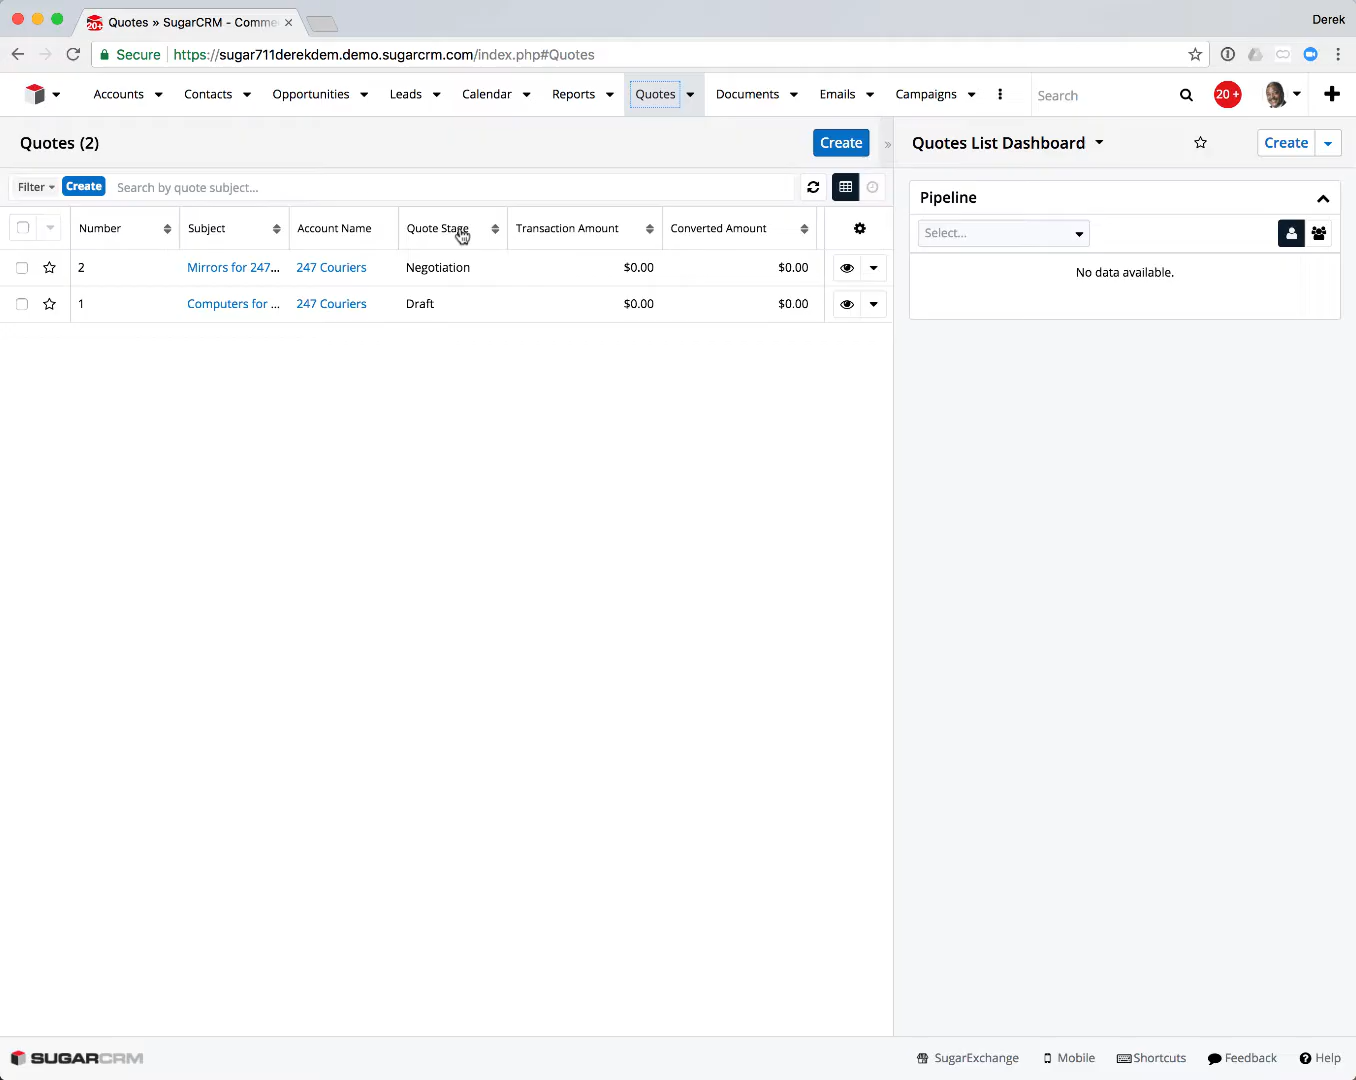 Quotes » SugarCRM - Comme
Derek
Secure https://sugar711derekdem.demo.sugarcrm.com/index.php#Quotes
Accounts Contacts Opportunities Leads Calendar Reports Quotes Documents Emails Campaigns Search 20 +
Quotes (2) Create » Quotes List Dashboard Create
Filter Create Search by quote subject...
Pipeline
Number Subject Account Name Quote Stage Transaction Amount Converted Amount
Select...
2 Mirrors for 247... 247 Couriers Negotiation $0.00 $0.00
No data available.
1 Computers for ... 247 Couriers Draft $0.00 $0.00
SUGARCRM SugarExchange Mobile Shortcuts Feedback Help